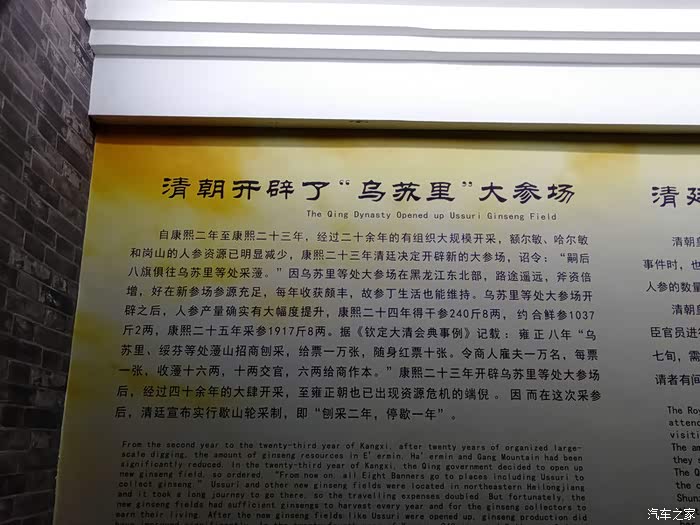 清朝开辟了“乌苏里”大参场
The Qing Dynasty Opened up Ussuri Ginseng Field
自康熙二年至康熙二十三年，经过二十余年的有组织大规模开采，额尔敏、哈尔敏
和岗山的人参资源已明显减少，康熙二十三年清廷决定开辟新的大参场，诏令：“嗣后
八旗俱往乌苏里等处采薓。”因乌苏里等处大参场在黑龙江东北部，路途遥远，斧资倍
增，好在新参场参源充足，每年收获颇丰，故参丁生活也能维持。乌苏里等处大参场开
辟之后，人参产量确实有大幅度提升，康熙二十四年得干参240斤8两，约合鲜参1037
斤2两，康熙二十五年采参1917斤8两。据《钦定大清会典事例》记载：雍正八年“乌
苏里、绥芬等处薓山招商刨采，给票一万张，随身红票十张。令商人雇夫一万名，每票
一张，收薓十六两，十两交官，六两给商作本。”康熙二十三年开辟乌苏里等处大参场
后，经过四十余年的大肆开采，至雍正朝也已出现资源危机的端倪。因而在这次采参
后，清廷宣布实行歇山轮采制，即“刨采二年，停歇一年”。
From the second year to the twenty-third year of Kangxi, after twenty years of organized large-
scale digging, the amount of ginseng resources in E'ermin, Ha'ermin and Gang Mountain had been
significantly reduced. In the twenty-third year of Kangxi, the Qing government decided to open up
new ginseng field, so ordered, "From now on, all Eight Banners go to places including Ussuri to
collect ginseng." Ussuri and other new ginseng fields were located in northeastern Heilongjiang
and it took a long journey to go there, so the travelling expenses doubled. But fortunately, the
new ginseng fields had sufficient ginsengs to harvest every year and for the ginseng collectors to
earn their living. After the new ginseng fields like Ussuri were opened up, ginseng production did
清廷
清朝皇
事件时，也
人参的数量
清朝
臣官员进
七旬，需
请者有间
The Roy
attend
visiti
The am
they s
The Q
the c
Shun
汽车之家